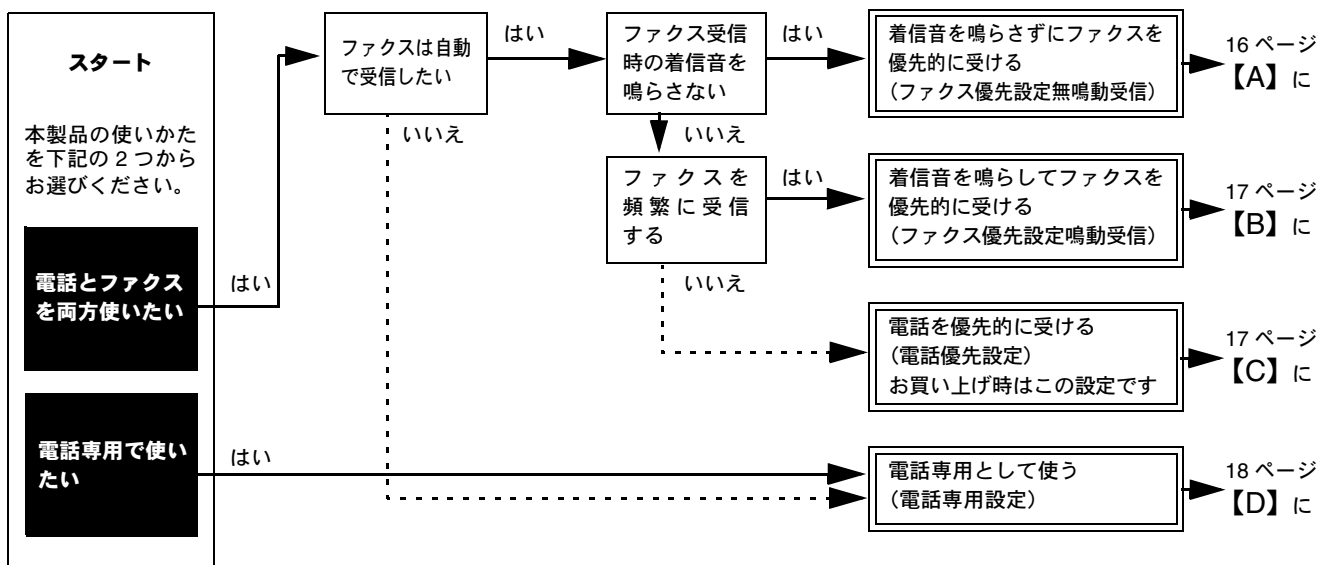 スタート
本製品の使いかた
を下記の2つから
お選びください。
電話とファクス
を両方使いたい
はい
電話専用で使い
たい
はい
ファクスは自動
で受信したい
はい
いいえ
ファクス受信
時の着信音を
鳴らさない
はい
いいえ
ファクスを
頻繁に受信
する
はい
いいえ
着信音を鳴らさずにファクスを
優先的に受ける
（ファクス優先設定無鳴動受信）
16 ページ
【A】に
着信音を鳴らしてファクスを
優先的に受ける
（ファクス優先設定鳴動受信）
17 ページ
【B】に
電話を優先的に受ける
（電話優先設定）
お買い上げ時はこの設定です
17 ページ
【C】に
電話専用として使う
（電話専用設定）
18 ページ
【D】に